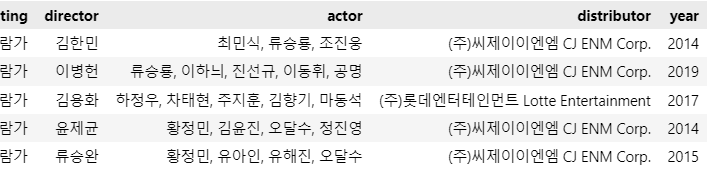 ting director actor distributor year
람가 김한민 최민식, 류승룡, 조진웅 (주)씨제이이엔엠 CJ ENM Corp. 2014
람가 이병헌 류승룡, 이하늬, 진선규, 이동휘, 공명 (주)씨제이이엔엠 CJ ENM Corp. 2019
람가 김용화 하정우, 차태현, 주지훈, 김향기, 마동석 (주)롯데엔터테인먼트 Lotte Entertainment 2017
람가 윤제균 황정민, 김윤진, 오달수, 정진영 (주)씨제이이엔엠 CJ ENM Corp. 2014
람가 류승완 황정민, 유아인, 유해진, 오달수 (주)씨제이이엔엠 CJ ENM Corp. 2015